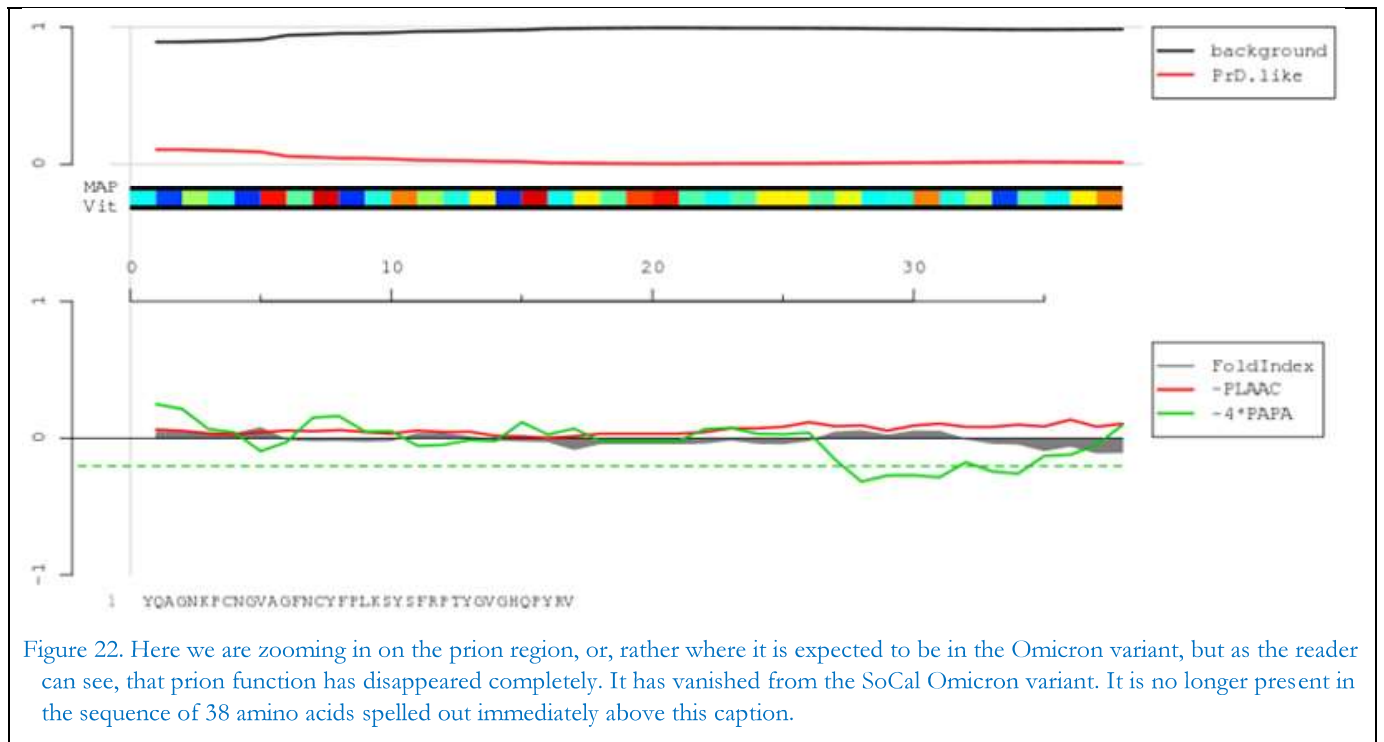 1
background
PrD.like
0
MAP
Vit
0 10 20 30
1
FoldIndex
-PLAAC
-4*PAPA
0
-1
1 YQAGNKPCNGVAGFNCYFPLKSYSFRPTYGVGHQPYRV
Figure 22. Here we are zooming in on the prion region, or, rather where it is expected to be in the Omicron variant, but as the reader
can see, that prion function has disappeared completely. It has vanished from the SoCal Omicron variant. It is no longer present in
the sequence of 38 amino acids spelled out immediately above this caption.